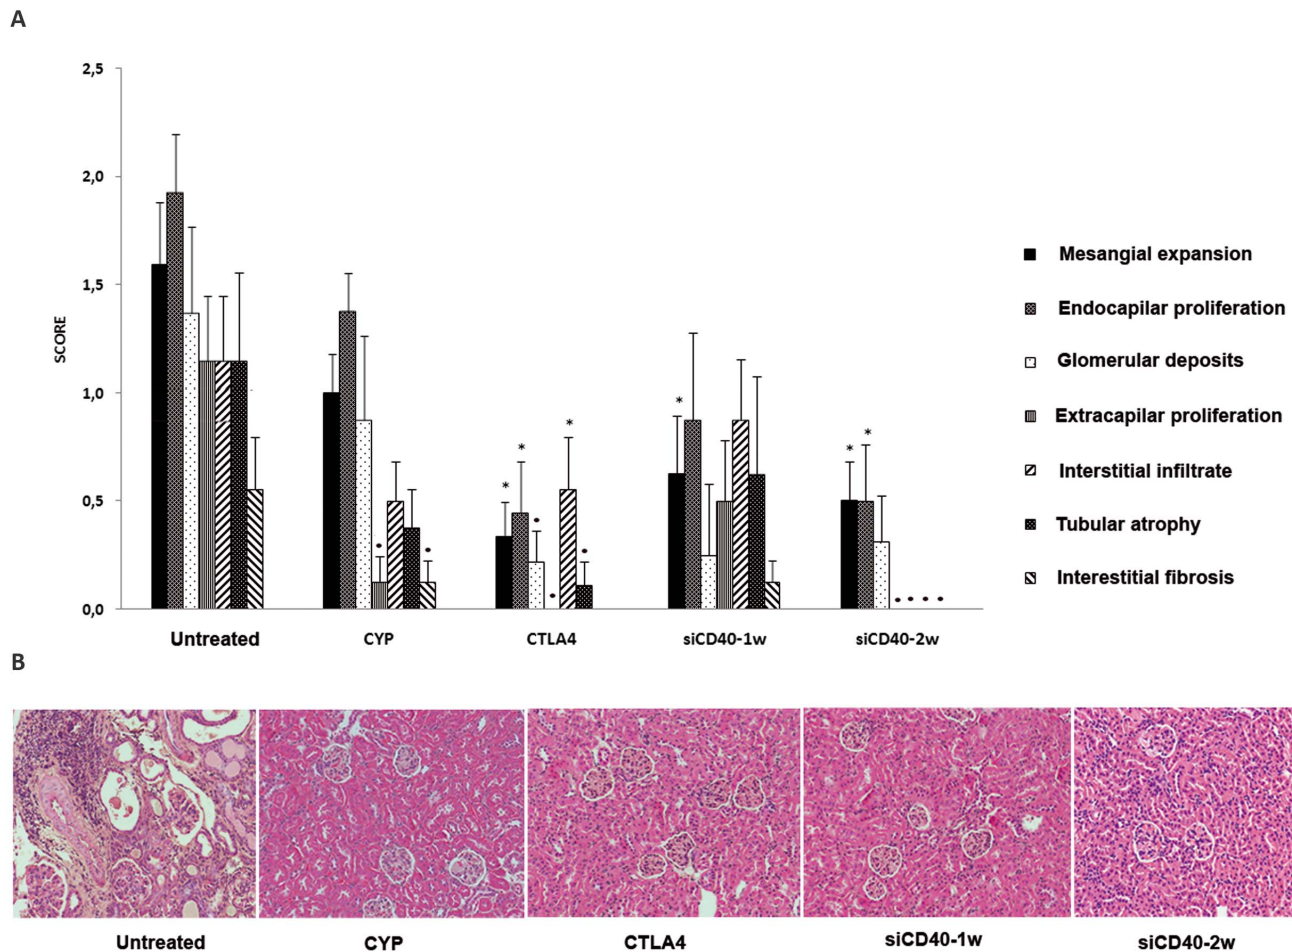 A
2,5
2,0
1,5
1,0
0,5
0,0
SCORE
* * * * * * *
Untreated CYP CTLA4 siCD40-1w siCD40-2w
Mesangial expansion
Endocapilar proliferation
Glomerular deposits
Extracapilar proliferation
Interstitial infiltrate
Tubular atrophy
Interestitial fibrosis
B
Untreated CYP CTLA4 siCD40-1w siCD40-2w